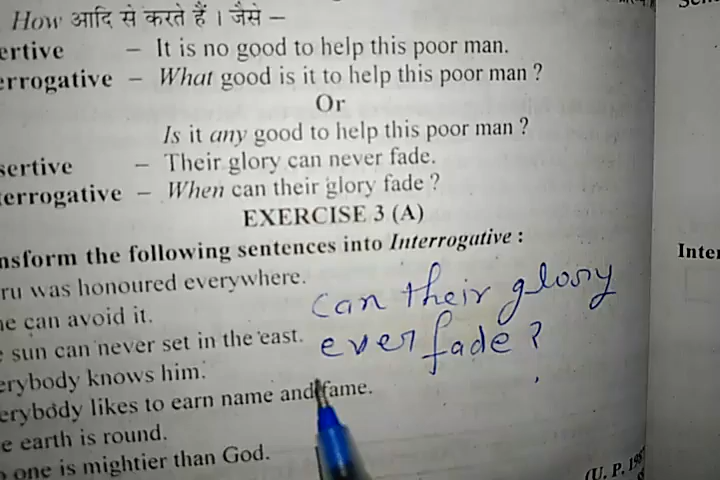 How आदि से करते हैं । जैसे –
ertive – It is no good to help this poor man.
errogative – What good is it to help this poor man ?
Or
Is it any good to help this poor man ?
sertive – Their glory can never fade.
terrogative – When can their glory fade ?
EXERCISE 3 (A)
nsform the following sentences into Interrogative :
ru was honoured everywhere.
ne can avoid it.
e sun can never set in the east.
erybody knows him.
erybody likes to earn name and fame.
e earth is round.
o one is mightier than God.
can their glory
ever fade ?
(U. P. 198
Inter